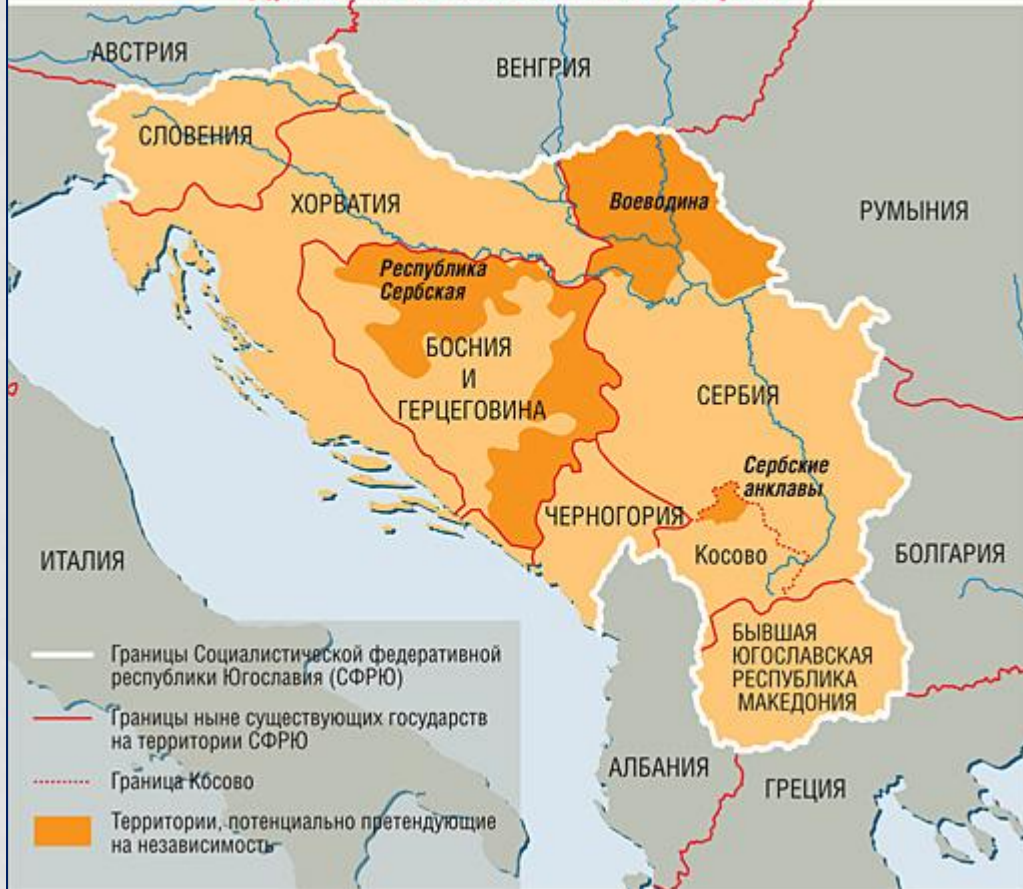 АВСТРИЯ
ВЕНГРИЯ
СЛОВЕНИЯ
ХОРВАТИЯ
Воеводина
РУМЫНИЯ
Республика
Сербская
БОСНИЯ
И
ГЕРЦЕГОВИНА
СЕРБИЯ
Сербские
анклавы
ЧЕРНОГОРИЯ
Косово
ИТАЛИЯ
БОЛГАРИЯ
БЫВШАЯ
ЮГОСЛАВСКАЯ
РЕСПУБЛИКА
МАКЕДОНИЯ
АЛБАНИЯ
ГРЕЦИЯ
Границы Социалистической федеративной
республики Югославия (СФРЮ)
Границы ныне существующих государств
на территории СФРЮ
Граница Косово
Территории, потенциально претендующие
на независимость